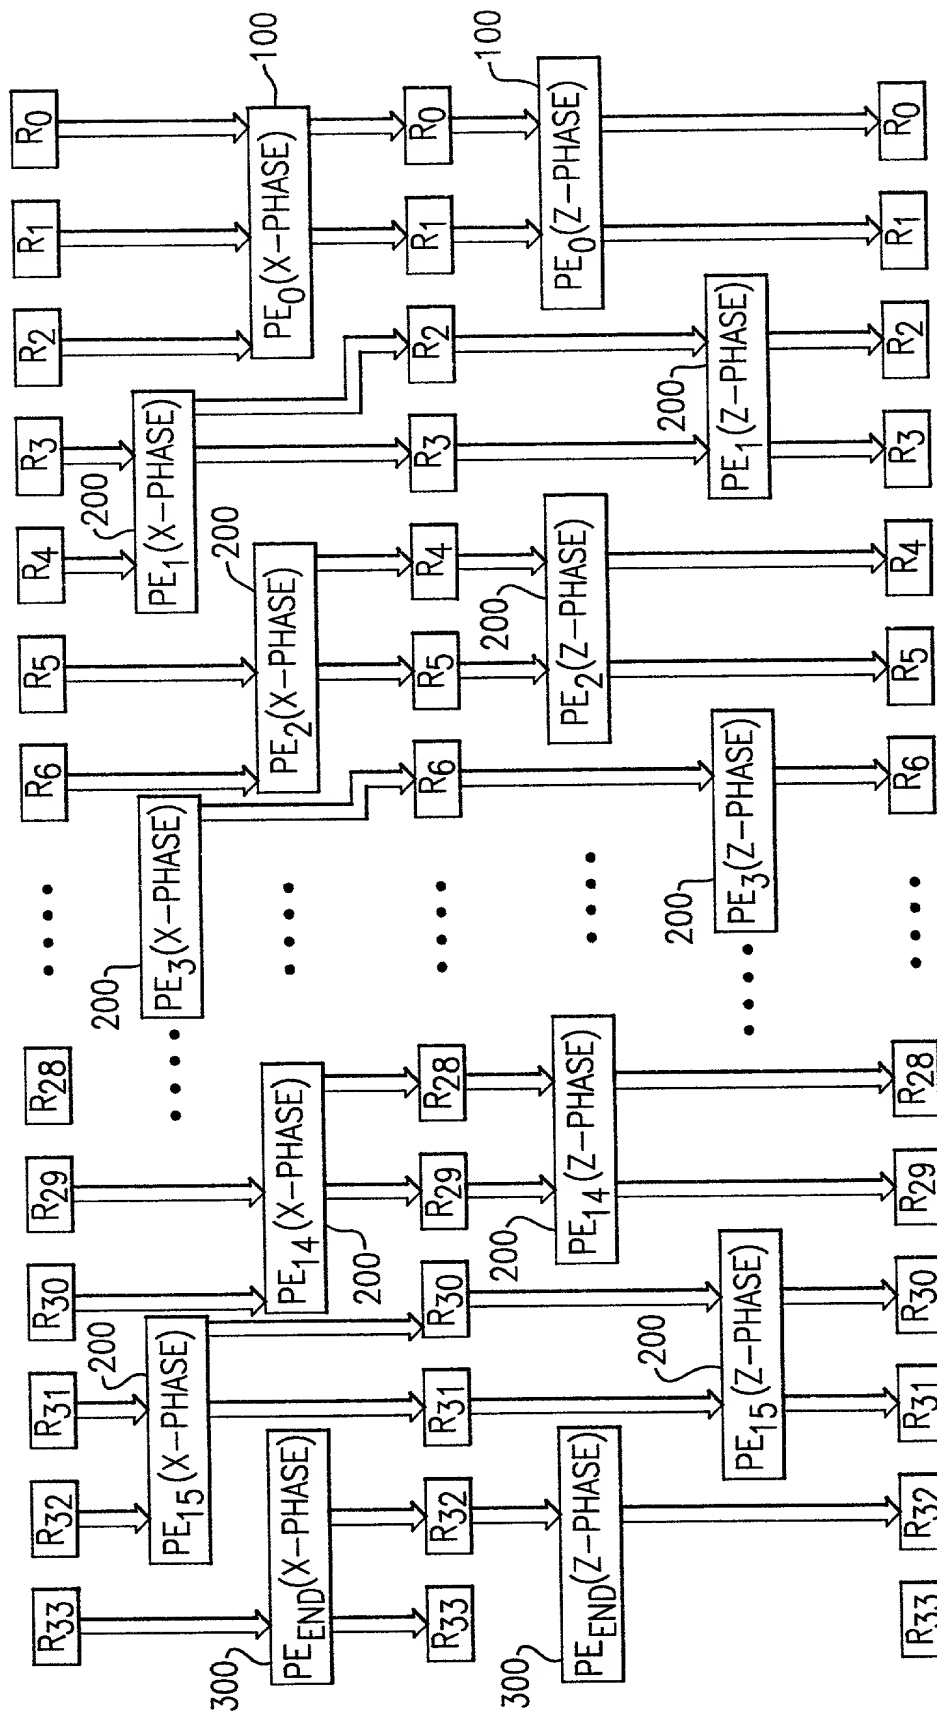 R33 R32 R31 R30 R29 R28 R6 R5 R4 R3 R2 R1 R0
200 200 200
PE15 (X-PHASE) PE3 (X-PHASE) PE1 (X-PHASE)
300 200 100
PEEND (X-PHASE) PE14 (X-PHASE) PE2 (X-PHASE) PE0 (X-PHASE)
200
R33 R32 R31 R30 R29 R28 R6 R5 R4 R3 R2 R1 R0
300 200 200 100
PEEND (Z-PHASE) PE14 (Z-PHASE) PE2 (Z-PHASE) PE0 (Z-PHASE)
200 200 200
PE15 (Z-PHASE) PE3 (Z-PHASE) PE1 (Z-PHASE)
R33 R32 R31 R30 R29 R28 R6 R5 R4 R3 R2 R1 R0